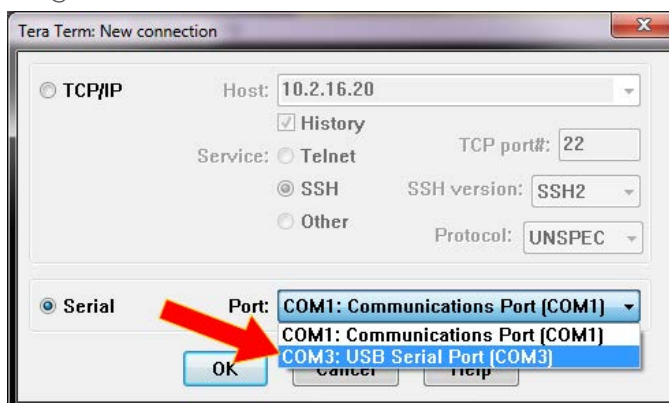 Tera Term: New connection
TCP/IP Host: 10.2.16.20
History
Service: Telnet TCP port#: 22
SSH SSH version: SSH2
Other Protocol: UNSPEC
Serial Port: COM1: Communications Port (COM1)
COM1: Communications Port (COM1)
COM3: USB Serial Port (COM3)
OK Cancel Help